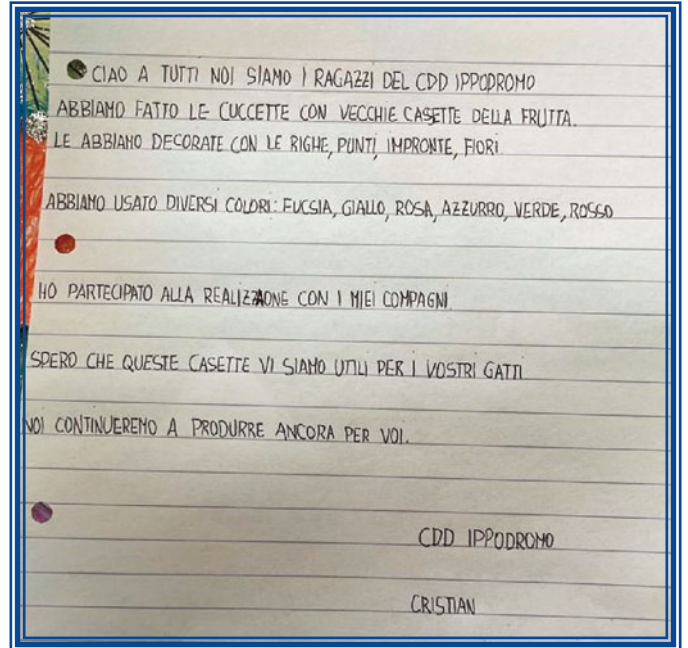 CIAO A TUTTI NOI SIAMO I RAGAZZI DEL CDD IPPODROMO
ABBIAMO FATTO LE CUCCETTE CON VECCHIE CASETTE DELLA FRUTTA.
LE ABBIAMO DECORATE CON LE RIGHE, PUNTI, IMPRONTE, FIORI
ABBIAMO USATO DIVERSI COLORI: FUCSIA, GIALLO, ROSA, AZZURRO, VERDE, ROSSO
HO PARTECIPATO ALLA REALIZZAONE CON I MIEI COMPAGNI
SPERO CHE QUESTE CASETTE VI SIAMO UTILI PER I VOSTRI GATTI
NOI CONTINUEREMO A PRODURRE ANCORA PER VOI.
CDD IPPODROMO
CRISTIAN